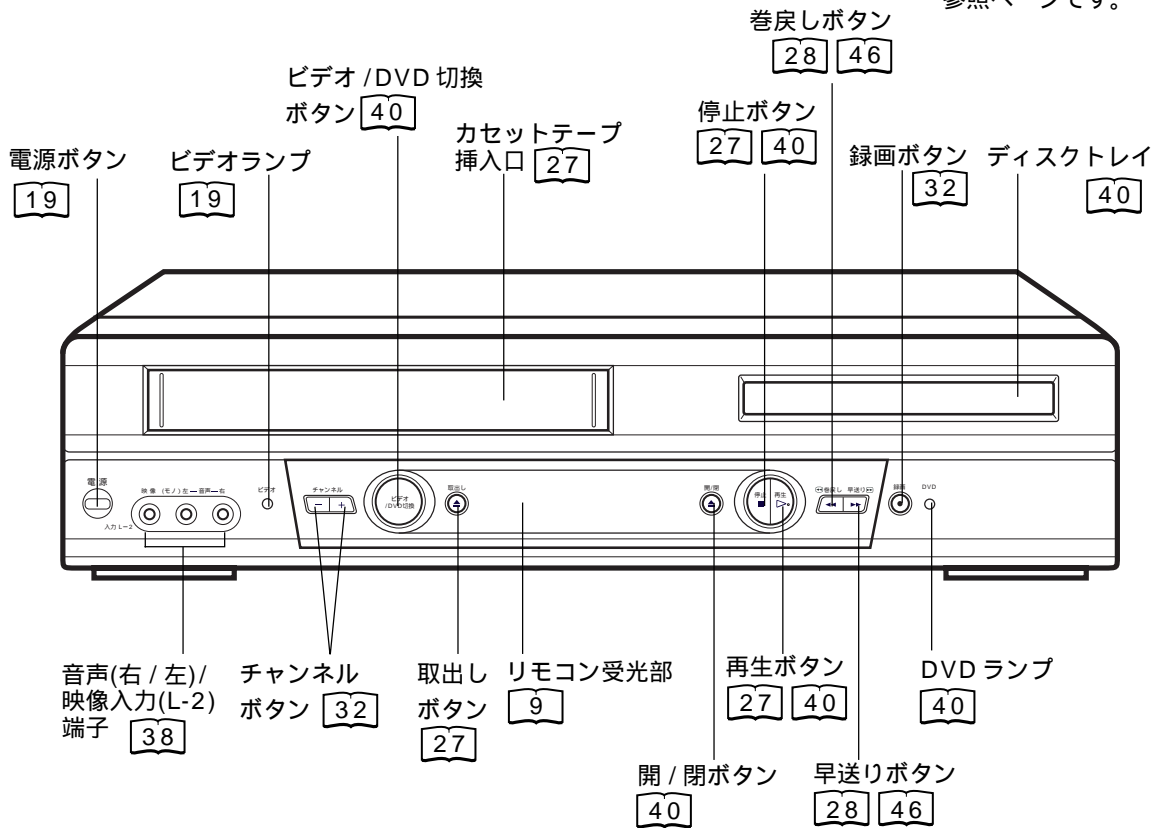 参照ページです。
巻戻しボタン
28 46
ビデオ /DVD 切換
ボタン 40
停止ボタン
27 40
カセットテープ
挿入口 27
電源ボタン
19
ビデオランプ
19
録画ボタン
32
ディスクトレイ
40
電源
映像 (モノ)左—音声—右
入力 L−2
ビデオ
チャンネル
− +
ビデオ
/DVD切換
取出し
開/閉
停止 再生
巻戻し 早送り
録画
DVD
音声(右 / 左)/
映像入力(L-2)
端子 38
チャンネル
ボタン 32
取出し
ボタン
27
リモコン受光部
9
再生ボタン
27 40
DVD ランプ
40
開 / 閉ボタン
40
早送りボタン
28 46